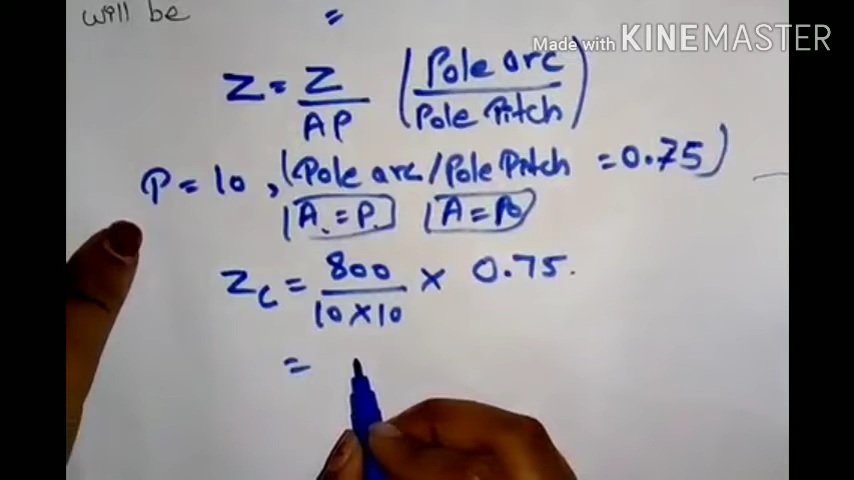 will be =
Made with KINEMASTER
Z = Z / AP (Pole arc / Pole Pitch)
P = 10, (Pole arc / Pole Pitch = 0.75)
A = P A =
Zc = 800 / 10 × 10 × 0.75.
=